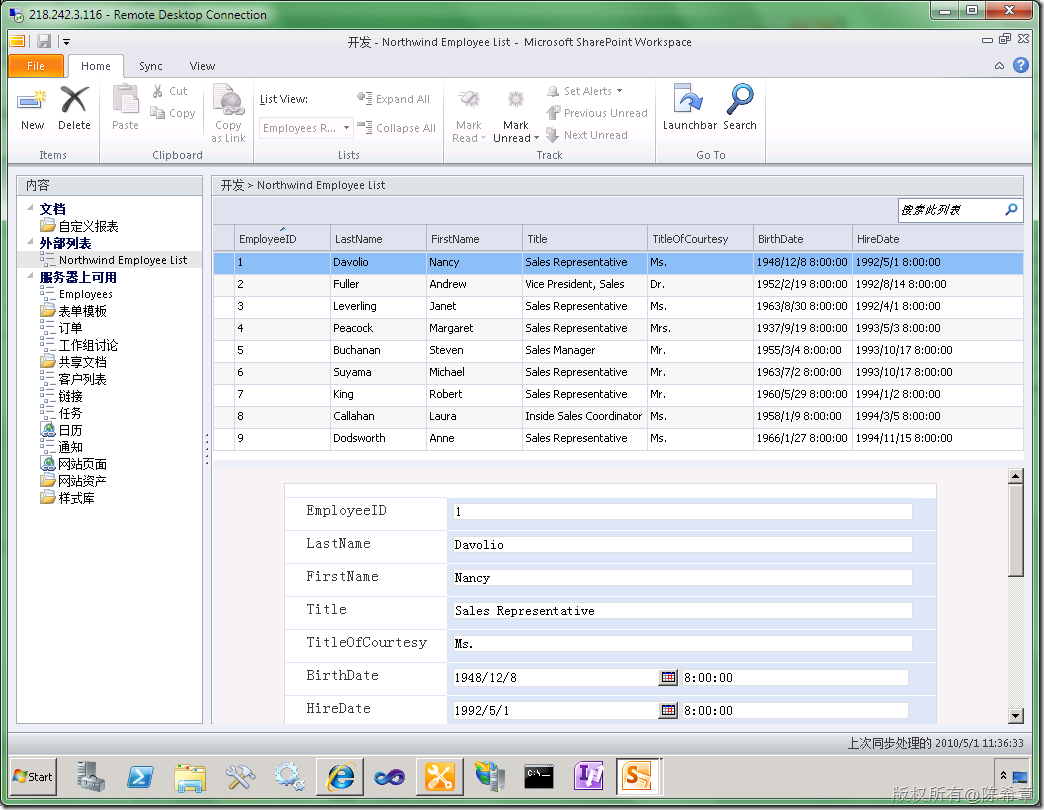 218.242.3.116 - Remote Desktop Connection
开发 - Northwind Employee List - Microsoft SharePoint Workspace
File Home Sync View
New Delete Paste Cut Copy Copy as Link List View: Employees R... Expand All Collapse All Mark Read Mark Unread Set Alerts Previous Unread Next Unread Launchbar Search
Items Clipboard Lists Track Go To
内容
文档
自定义报表
外部列表
Northwind Employee List
服务器上可用
Employees
表单模板
订单
工作组讨论
共享文档
客户列表
链接
任务
日历
通知
网站页面
网站资产
样式库
开发 > Northwind Employee List
搜索此列表
EmployeeID LastName FirstName Title TitleOfCourtesy BirthDate HireDate
1 Davolio Nancy Sales Representative Ms. 1948/12/8 8:00:00 1992/5/1 8:00:00
2 Fuller Andrew Vice President, Sales Dr. 1952/2/19 8:00:00 1992/8/14 8:00:00
3 Leverling Janet Sales Representative Ms. 1963/8/30 8:00:00 1992/4/1 8:00:00
4 Peacock Margaret Sales Representative Mrs. 1937/9/19 8:00:00 1993/5/3 8:00:00
5 Buchanan Steven Sales Manager Mr. 1955/3/4 8:00:00 1993/10/17 8:00:00
6 Suyama Michael Sales Representative Mr. 1963/7/2 8:00:00 1993/10/17 8:00:00
7 King Robert Sales Representative Mr. 1960/5/29 8:00:00 1994/1/2 8:00:00
8 Callahan Laura Inside Sales Coordinator Ms. 1958/1/9 8:00:00 1994/3/5 8:00:00
9 Dodsworth Anne Sales Representative Ms. 1966/1/27 8:00:00 1994/11/15 8:00:00
EmployeeID 1
LastName Davolio
FirstName Nancy
Title Sales Representative
TitleOfCourtesy Ms.
BirthDate 1948/12/8 8:00:00
HireDate 1992/5/1 8:00:00
上次同步处理的 2010/5/1 11:36:33
Start
版权所有@陈希章